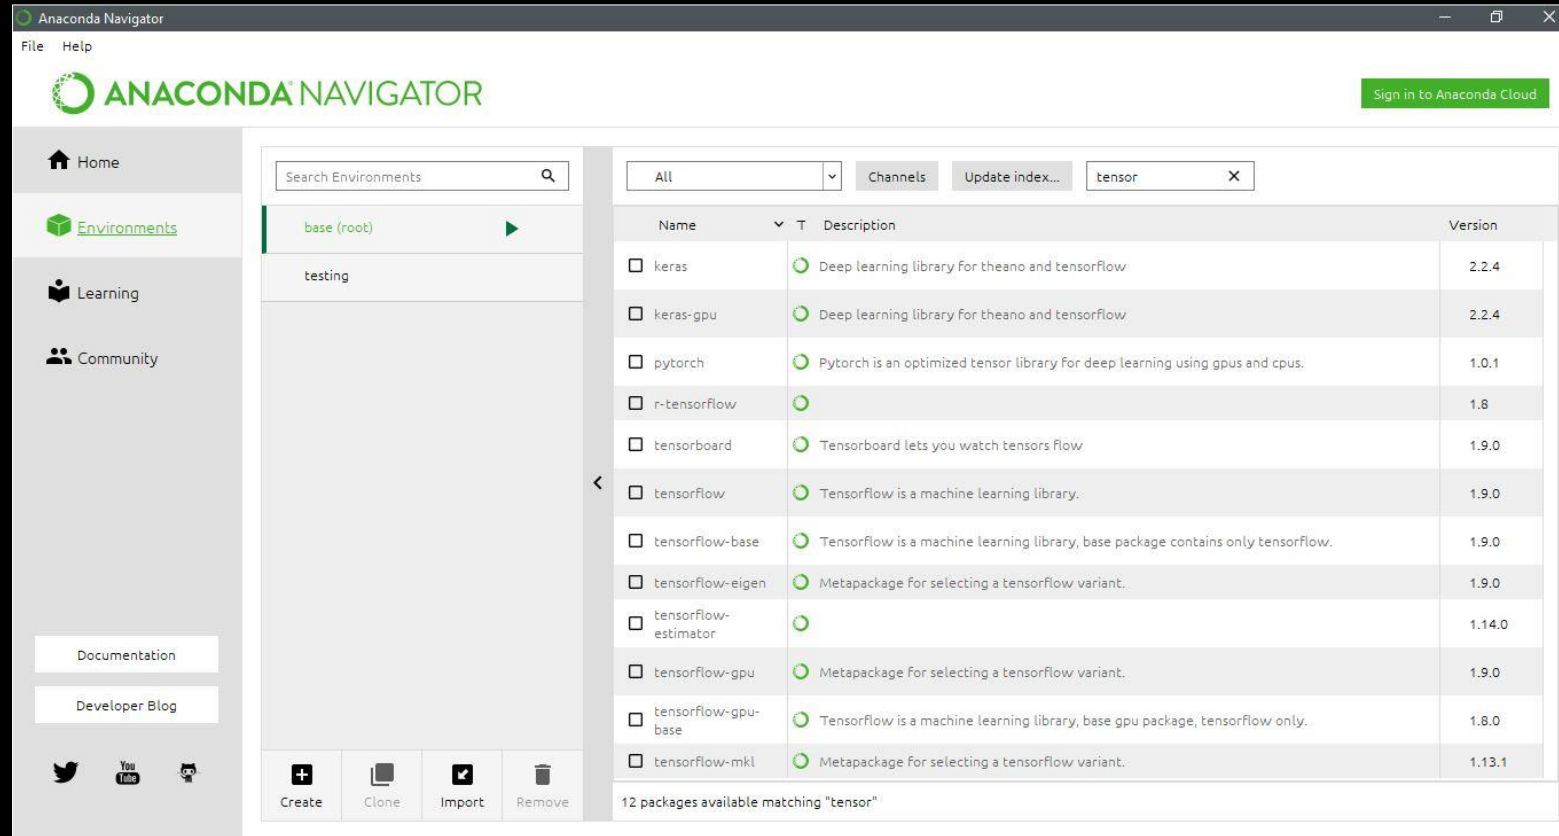 Anaconda Navigator
File Help
ANACONDA NAVIGATOR
Sign in to Anaconda Cloud
Home
Environments
Learning
Community
Documentation
Developer Blog
You
Tube
Search Environments
base (root)
testing
Create Clone Import Remove
All Channels Update index... tensor
Name T Description Version
keras Deep learning library for theano and tensorflow 2.2.4
keras-gpu Deep learning library for theano and tensorflow 2.2.4
pytorch Pytorch is an optimized tensor library for deep learning using gpus and cpus. 1.0.1
r-tensorflow 1.8
tensorboard Tensorboard lets you watch tensors flow 1.9.0
tensorflow Tensorflow is a machine learning library. 1.9.0
tensorflow-base Tensorflow is a machine learning library, base package contains only tensorflow. 1.9.0
tensorflow-eigen Metapackage for selecting a tensorflow variant. 1.9.0
tensorflow-
estimator 1.14.0
tensorflow-gpu Metapackage for selecting a tensorflow variant. 1.9.0
tensorflow-gpu-
base Tensorflow is a machine learning library, base gpu package, tensorflow only. 1.8.0
tensorflow-mkl Metapackage for selecting a tensorflow variant. 1.13.1
12 packages available matching "tensor"